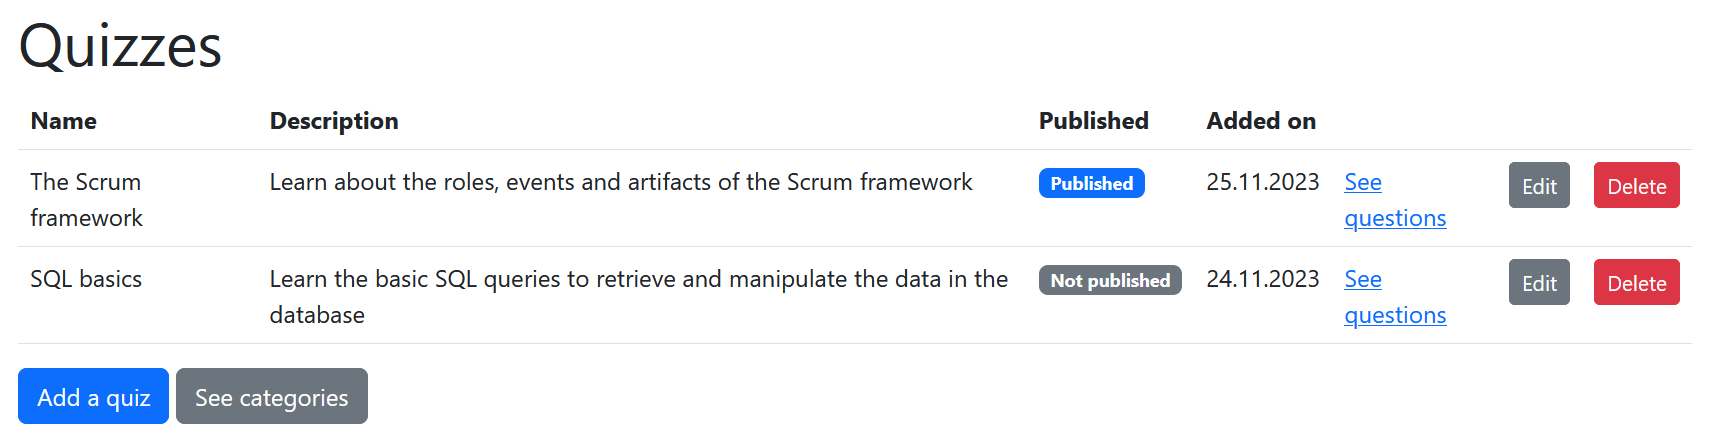 Quizzes
Name Description Published Added on
The Scrum Learn about the roles, events and artifacts of the Scrum framework Published 25.11.2023 See Edit Delete
framework questions
SQL basics Learn the basic SQL queries to retrieve and manipulate the data in the Not published 24.11.2023 See Edit Delete
database questions
Add a quiz See categories